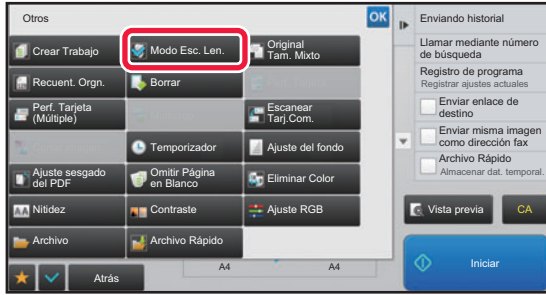 Otros
OK
Crear Trabajo
Modo Esc. Len.
Original
Tam. Mixto
Recuent. Orgn.
Borrar
Perf. Tarjeta
(Múltiple)
Escanear
Tarj.Com.
Temporizador
Ajuste del fondo
Ajuste sesgado
del PDF
Omitir Página
en Blanco
Eliminar Color
Nitidez
Contraste
Ajuste RGB
Archivo
Archivo Rápido
Atrás
A4
A4
Enviando historial
Llamar mediante número
de búsqueda
Registro de programa
Registrar ajustes actuales
Enviar enlace de
destino
Enviar misma imagen
como dirección fax
Archivo Rápido
Almacenar dat. temporal.
Vista previa
CA
Iniciar